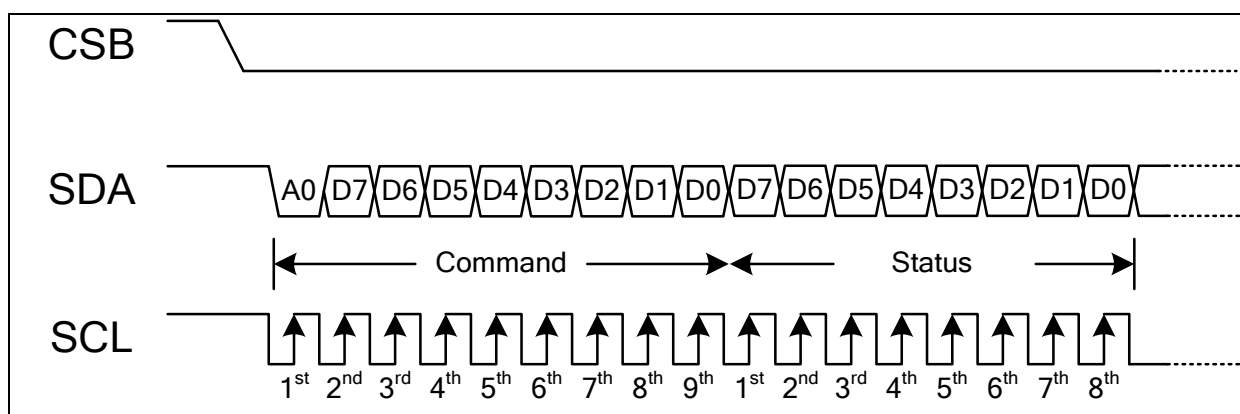 CSB
SDA
A0 D7 D6 D5 D4 D3 D2 D1 D0 D7 D6 D5 D4 D3 D2 D1 D0
Command Status
SCL
1st 2nd 3rd 4th 5th 6th 7th 8th 9th 1st 2nd 3rd 4th 5th 6th 7th 8th